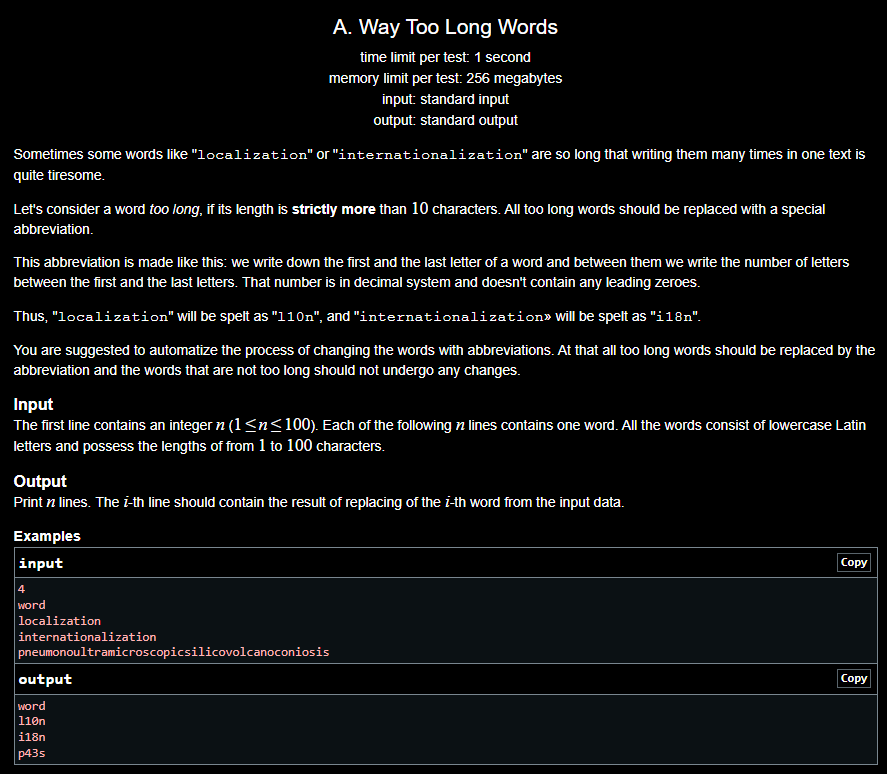 A. Way Too Long Words
time limit per test: 1 second
memory limit per test: 256 megabytes
input: standard input
output: standard output
Sometimes some words like "localization" or "internationalization" are so long that writing them many times in one text is
quite tiresome.
Let's consider a word too long, if its length is strictly more than 10 characters. All too long words should be replaced with a special
abbreviation.
This abbreviation is made like this: we write down the first and the last letter of a word and between them we write the number of letters
between the first and the last letters. That number is in decimal system and doesn't contain any leading zeroes.
Thus, "localization" will be spelt as "l10n", and "internationalization» will be spelt as "i18n".
You are suggested to automatize the process of changing the words with abbreviations. At that all too long words should be replaced by the
abbreviation and the words that are not too long should not undergo any changes.
Input
The first line contains an integer n (1≤n≤100). Each of the following n lines contains one word. All the words consist of lowercase Latin
letters and possess the lengths of from 1 to 100 characters.
Output
Print n lines. The i-th line should contain the result of replacing of the i-th word from the input data.
Examples
input Copy
4
word
localization
internationalization
pneumonoultramicroscopicsilicovolcanoconiosis
output Copy
word
l10n
i18n
p43s